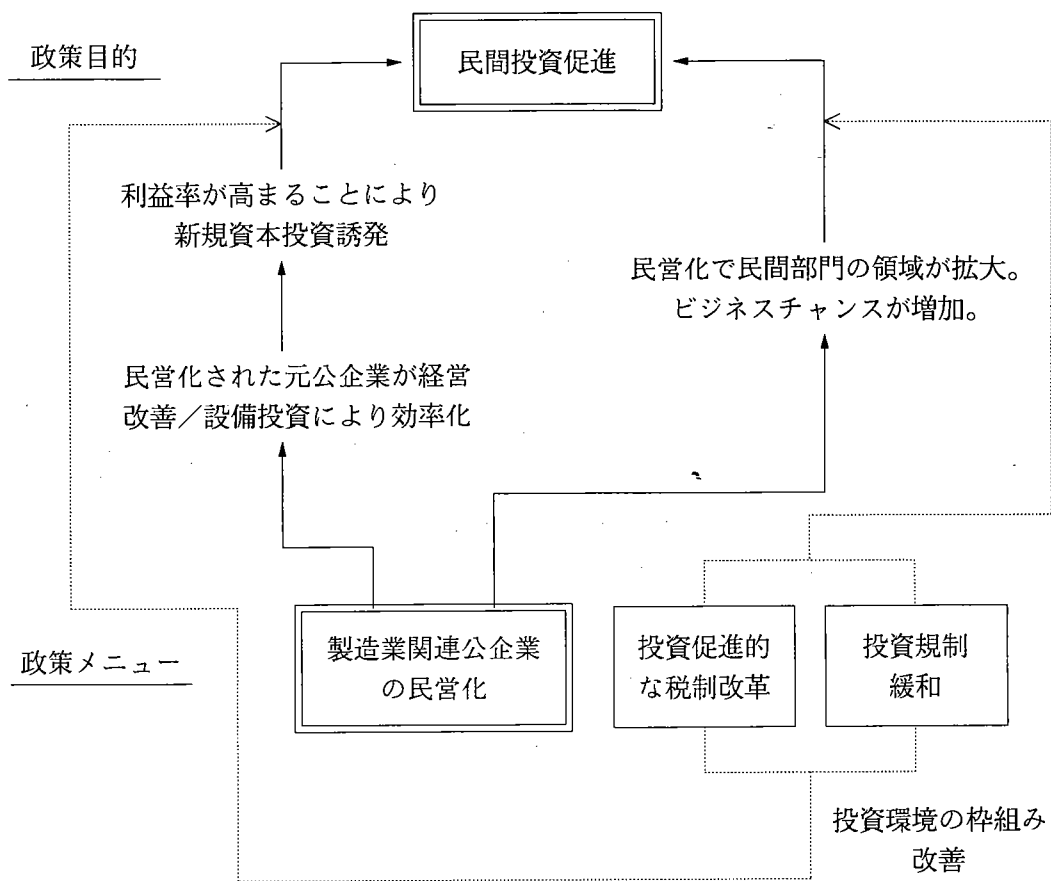 政策目的
民間投資促進
利益率が高まることにより
新規資本投資誘発
民営化で民間部門の領域が拡大。
ビジネスチャンスが増加。
民営化された元公企業が経営
改善／設備投資により効率化
政策メニュー
製造業関連公企業
の民営化
投資促進的
な税制改革
投資規制
緩和
投資環境の枠組み
改善